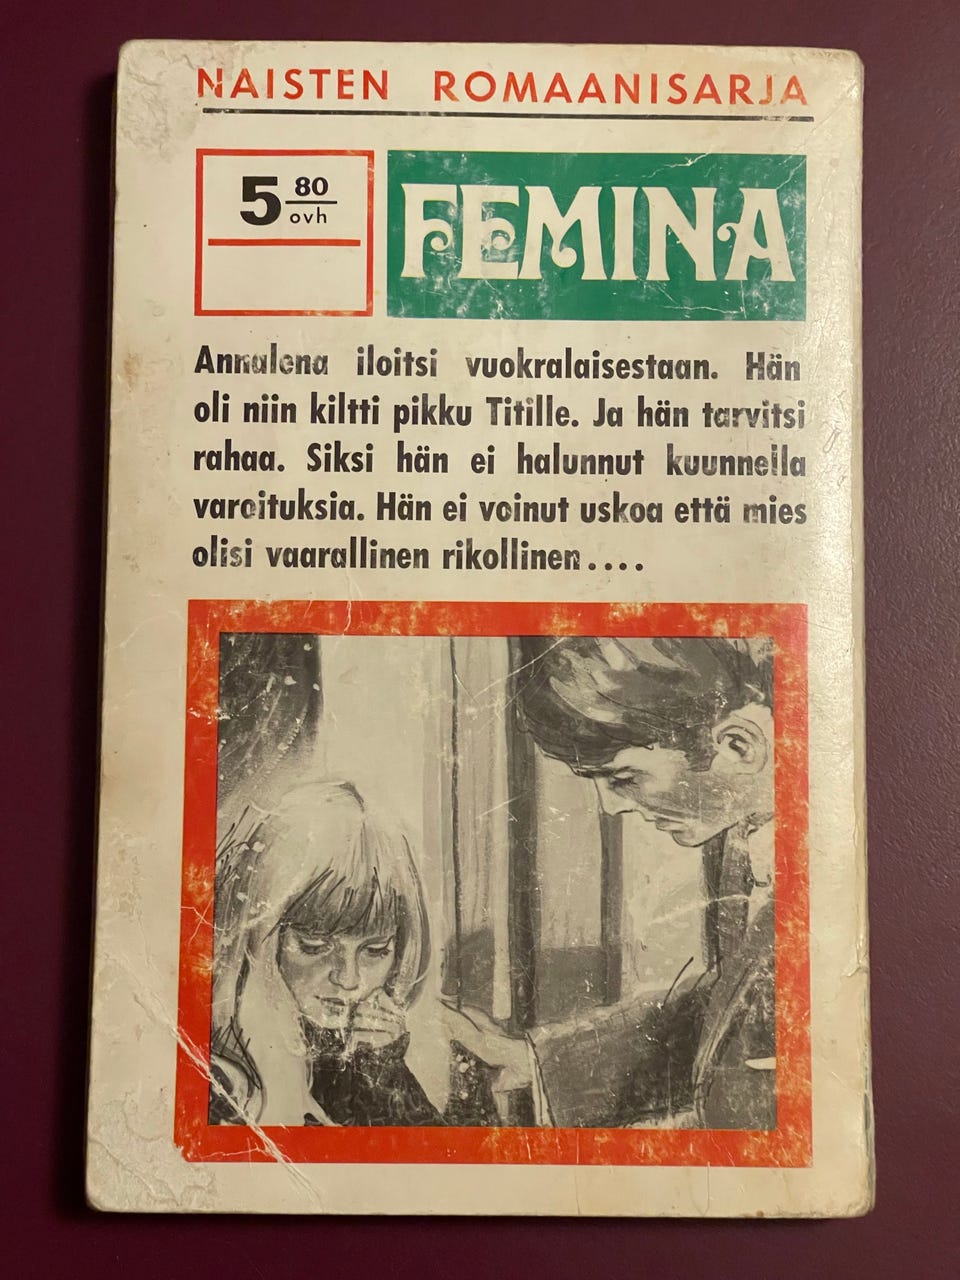 NAISTEN ROMAANISARJA
5 80
ovh
FEMINA
Annalena iloitsi vuokralaisestaan. Hän
oli niin kiltti pikku Titille. Ja hän tarvitsi
rahaa. Siksi hän ei halunnut kuunnella
varoituksia. Hän ei voinut uskoa että mies
olisi vaarallinen rikollinen....